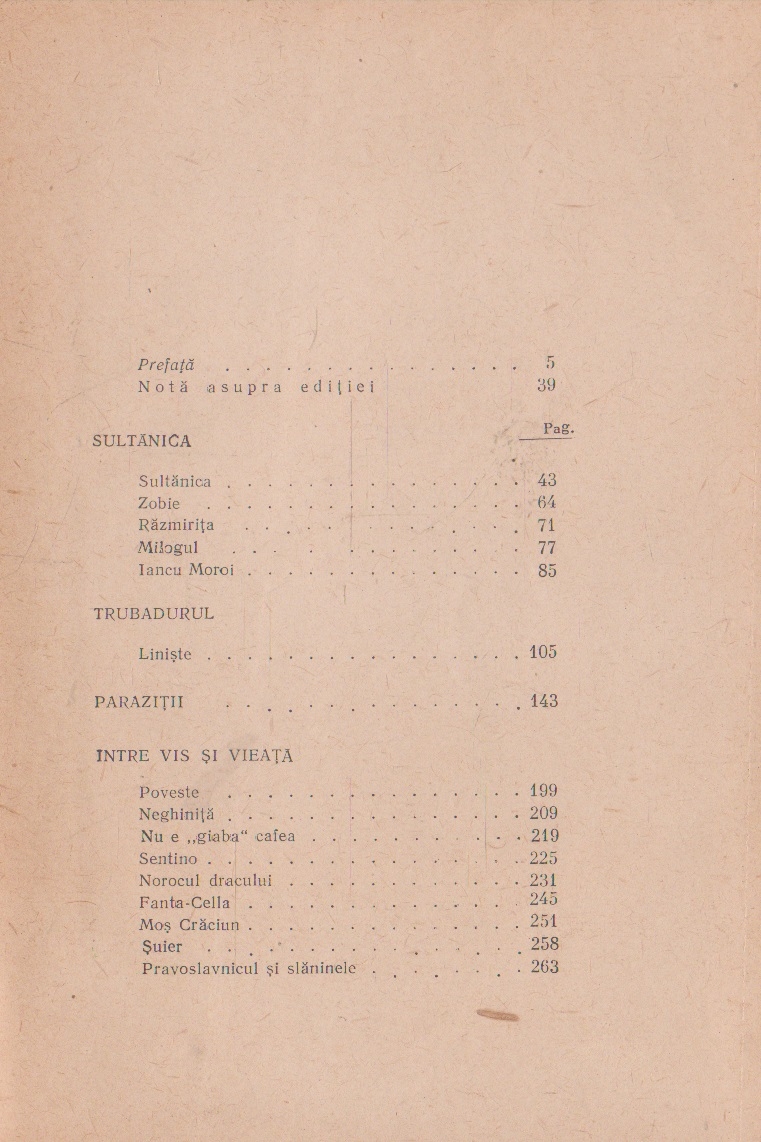 Prefață . . . . . . . . . . . . . . . 5
Notă asupra ediției 39
Pag.
SULTĂNICA
Sultănica . . . . . . . . . . . . . . . 43
Zobie . . . . . . . . . . . . . . . . 64
Răzmirița . . . . . . . . . . . . . . 71
Milogul . . . . . . . . . . . . . . 77
Iancu Moroi . . . . . . . . . . . . . . 85
TRUBADURUL
Liniște . . . . . . . . . . . . . . . . 105
PARAZIȚII . . . . . . . . . . . . . . . 143
INTRE VIS ȘI VIEAȚĂ
Poveste . . . . . . . . . . . . . . . 199
Neghiniță . . . . . . . . . . . . . . . 209
Nu e „giaba“ cafea . . . . . . . . . . . 219
Sentino . . . . . . . . . . . . . . . . 225
Norocul dracului . . . . . . . . . . . . 231
Fanta-Cella . . . . . . . . . . . . . . 245
Moș Crăciun . . . . . . . . . . . . . . 251
Șuier . . . . . . . . . . . . . . . . 258
Pravoslavnicul și slăninele . . . . . . . . 263